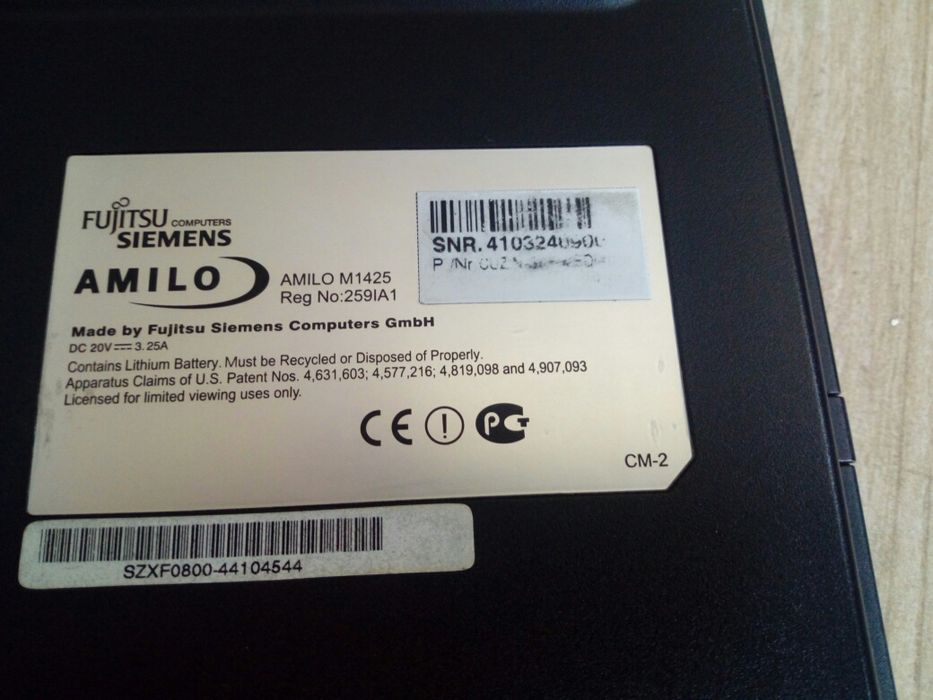 FUJITSU COMPUTERS
SIEMENS
AMILO
AMILO M1425
Reg No:259IA1
SNR.
P/Nr
Made by Fujitsu Siemens Computers GmbH
DC 20V⎓3.25A
Contains Lithium Battery. Must be Recycled or Disposed of Properly.
Apparatus Claims of U.S. Patent Nos. 4,631,603; 4,577,216; 4,819,098 and 4,907,093
Licensed for limited viewing uses only.
CE
PCT
CM-2
SZXF0800-44104544